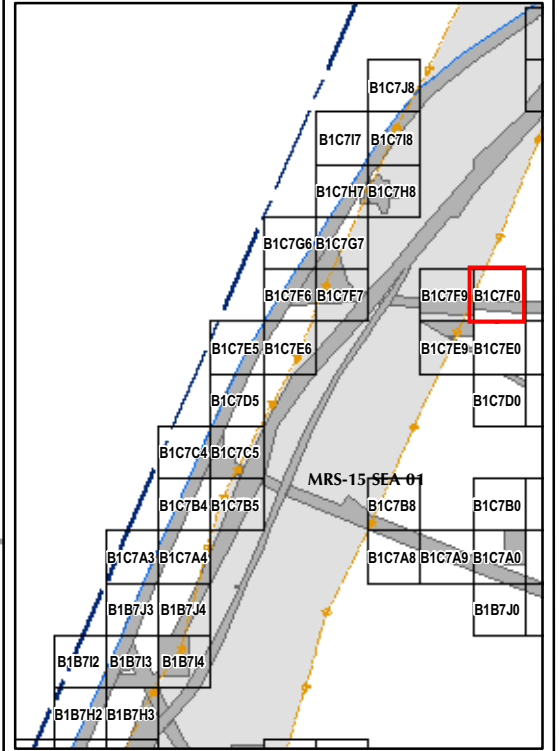 B1C7J8
B1C7I7 B1C7I8
B1C7H7 B1C7H8
B1C7G6 B1C7G7
B1C7F6 B1C7F7 B1C7F9 B1C7F0
B1C7E5 B1C7E6 B1C7E9 B1C7E0
B1C7D5 B1C7D0
B1C7C4 B1C7C5
MRS-15 SEA 01
B1C7B4 B1C7B5 B1C7B8 B1C7B0
B1C7A3 B1C7A4 B1C7A8 B1C7A9 B1C7A0
B1B7J3 B1B7J4 B1B7J0
B1B7I2 B1B7I3 B1B7I4
B1B7H2 B1B7H3